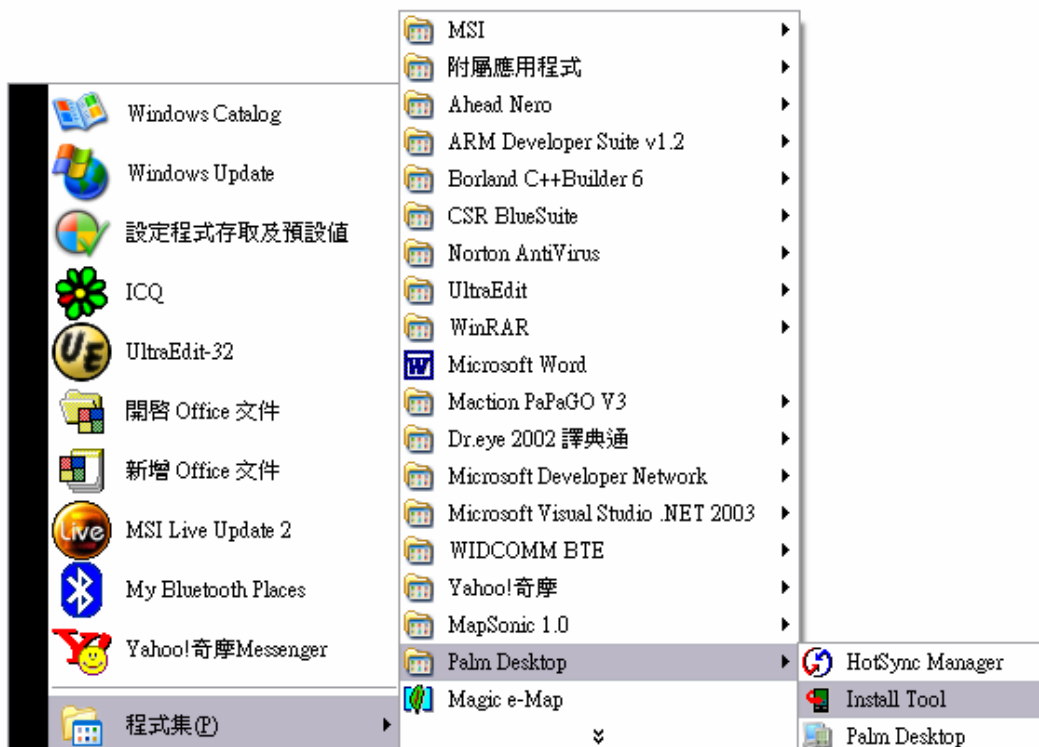 Windows Catalog
Windows Update
設定程式存取及預設值
ICQ
UltraEdit-32
開啓 Office 文件
新增 Office 文件
MSI Live Update 2
My Bluetooth Places
Yahoo!奇摩Messenger
程式集(P)
MSI
附屬應用程式
Ahead Nero
ARM Developer Suite v1.2
Borland C++Builder 6
CSR BlueSuite
Norton AntiVirus
UltraEdit
WinRAR
Microsoft Word
Maction PaPaGO V3
Dr.eye 2002 譯典通
Microsoft Developer Network
Microsoft Visual Studio .NET 2003
WIDCOMM BTE
Yahoo!奇摩
MapSonic 1.0
Palm Desktop
Magic e-Map
HotSync Manager
Install Tool
Palm Desktop